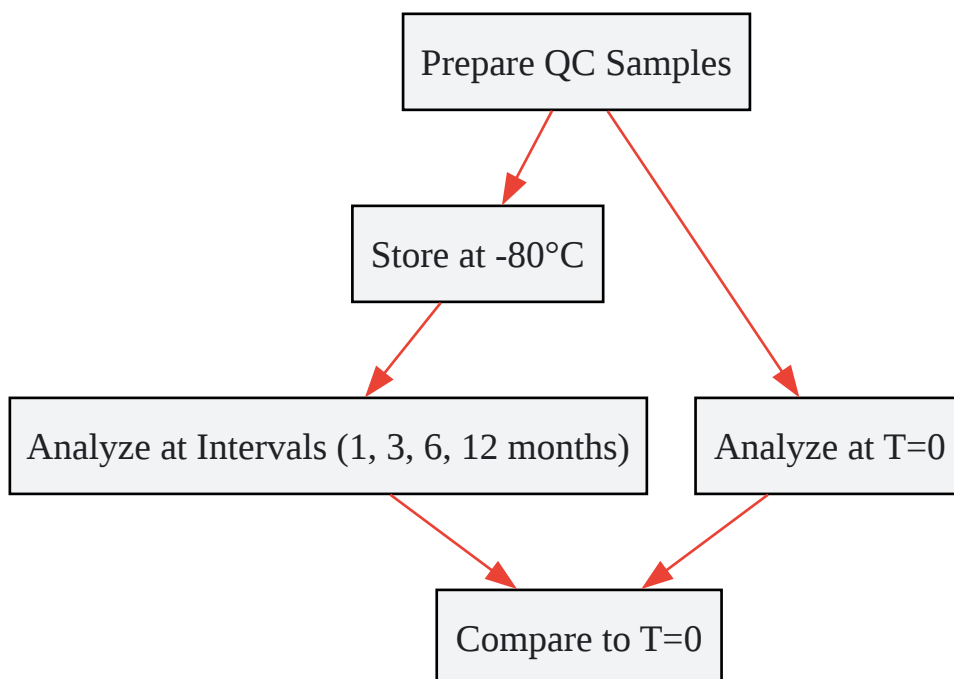 Prepare QC Samples
Store at -80°C
Analyze at Intervals (1, 3, 6, 12 months)
Analyze at T=0
Compare to T=0